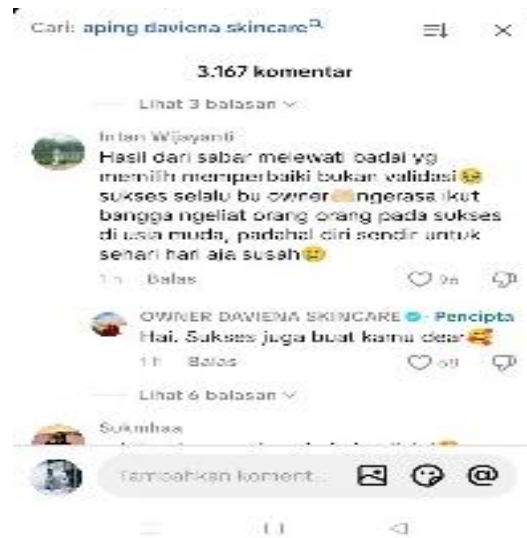 Cari: aping daviena skincare
3.167 komentar
Lihat 3 balasan
Intan Wijayanti
Hasil dari sabar melewati badai yg
memilih memperbaiki bukan validasi😥
sukses selalu bu owner🫶ngerasa ikut
bangga ngeliat orang orang pada sukses
di usia muda, padahal diri sendir untuk
sehari hari aja susah🥲
Balas
OWNER DAVIENA SKINCARE · Pencipta
Hai. Sukses juga buat kamu dear🥰
Balas
Lihat 6 balasan
Sukmhaa
Tambahkan koment...